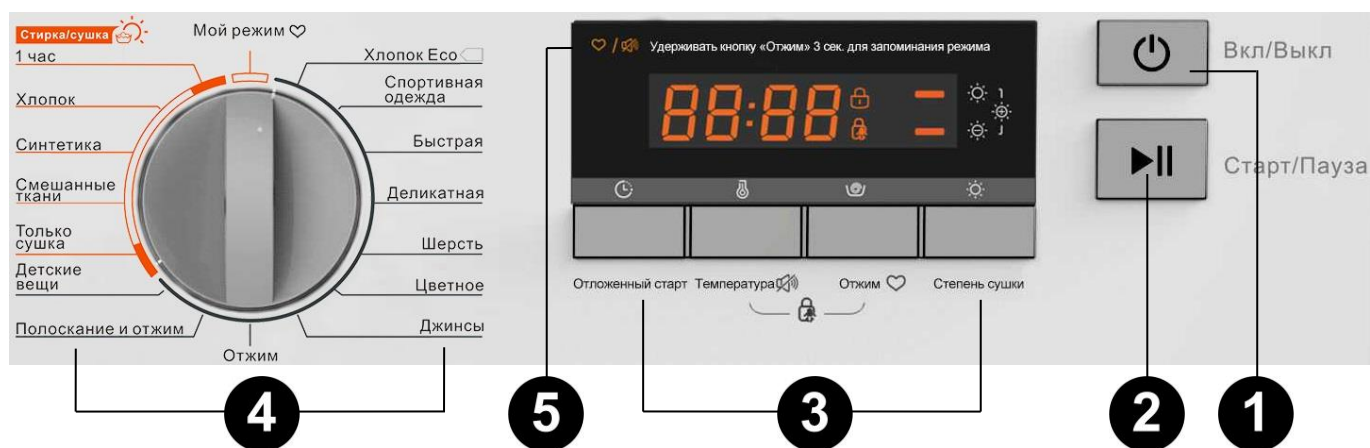 Стирка/сушка
1 час
Хлопок
Синтетика
Смешанные
ткани
Только
сушка
Детские
вещи
Полоскание и отжим
Мой режим
Отжим
Хлопок Eco
Спортивная
одежда
Быстрая
Деликатная
Шерсть
Цветное
Джинсы
/ Удерживать кнопку «Отжим» 3 сек. для запоминания режима
88:88
Отложенный старт Температура Отжим Степень сушки
Вкл/Выкл
Старт/Пауза
4 5 3 2 1